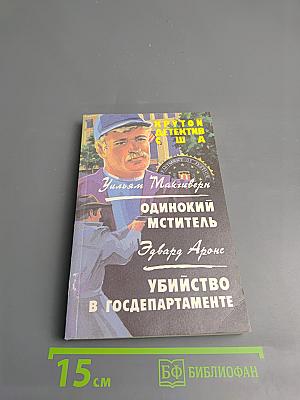 КРУТОЙ
ДЕТЕКТИВ
США
Уильям Макгиверн
ОДИНОКИЙ
МСТИТЕЛЬ
Эдвард Аронс
УБИЙСТВО
В ГОСДЕПАРТАМЕНТЕ
15 см
БФ БИБЛИОФАН